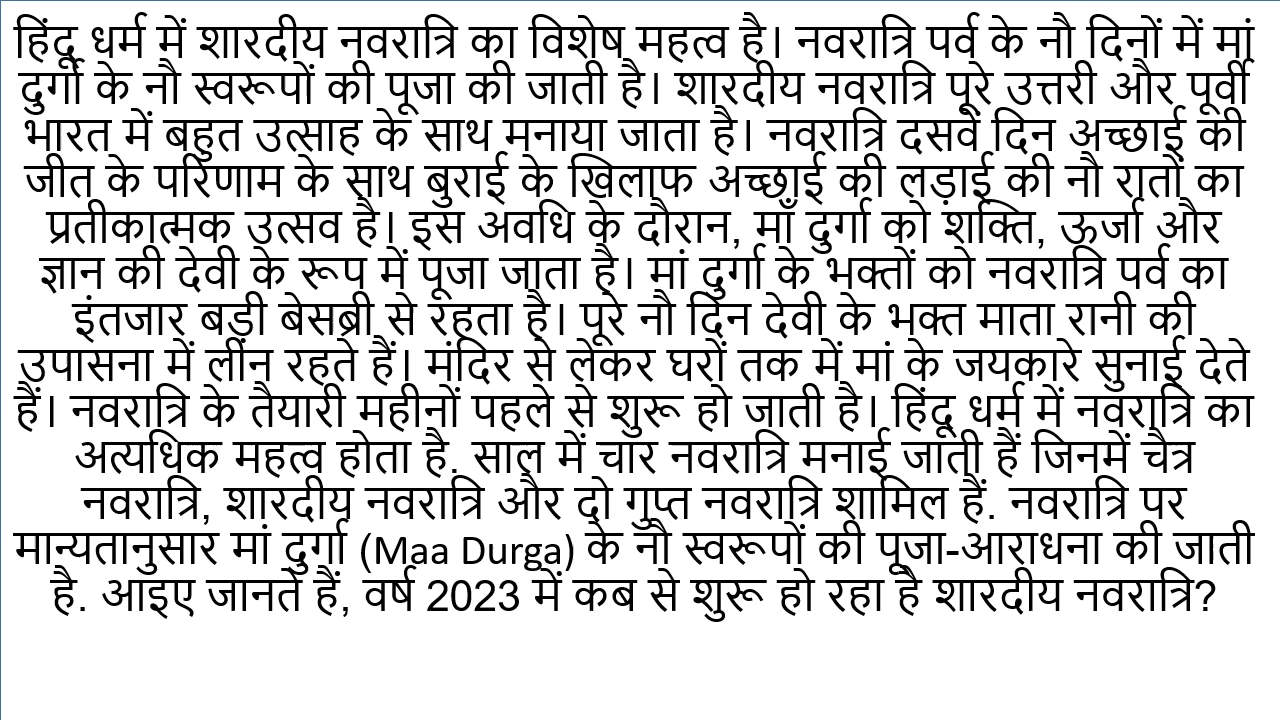 हिंदू धर्म में शारदीय नवरात्रि का विशेष महत्व है। नवरात्रि पर्व के नौ दिनों में मां
दुर्गा के नौ स्वरूपों की पूजा की जाती है। शारदीय नवरात्रि पूरे उत्तरी और पूर्वी
भारत में बहुत उत्साह के साथ मनाया जाता है। नवरात्रि दसवें दिन अच्छाई की
जीत के परिणाम के साथ बुराई के खिलाफ अच्छाई की लड़ाई की नौ रातों का
प्रतीकात्मक उत्सव है। इस अवधि के दौरान, माँ दुर्गा को शक्ति, ऊर्जा और
ज्ञान की देवी के रूप में पूजा जाता है। मां दुर्गा के भक्तों को नवरात्रि पर्व का
इंतजार बड़ी बेसब्री से रहता है। पूरे नौ दिन देवी के भक्त माता रानी की
उपासना में लीन रहते हैं। मंदिर से लेकर घरों तक में मां के जयकारे सुनाई देते
हैं। नवरात्रि के तैयारी महीनों पहले से शुरू हो जाती है। हिंदू धर्म में नवरात्रि का
अत्यधिक महत्व होता है. साल में चार नवरात्रि मनाई जाती हैं जिनमें चैत्र
नवरात्रि, शारदीय नवरात्रि और दो गुप्त नवरात्रि शामिल हैं. नवरात्रि पर
मान्यतानुसार मां दुर्गा (Maa Durga) के नौ स्वरूपों की पूजा-आराधना की जाती
है. आइए जानते हैं, वर्ष 2023 में कब से शुरू हो रहा है शारदीय नवरात्रि?